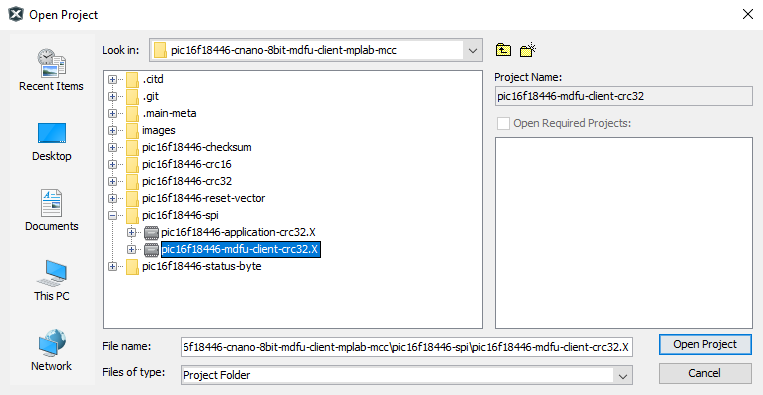 Open Project
Look in:
pic16f18446-cnano-8bit-mdfu-client-mplab-mcc
Recent Items
Desktop
Documents
This PC
Network
.citd
.git
.main-meta
images
pic16f18446-checksum
pic16f18446-crc16
pic16f18446-crc32
pic16f18446-reset-vector
pic16f18446-spi
pic16f18446-application-crc32.X
pic16f18446-mdfu-client-crc32.X
pic16f18446-status-byte
Project Name:
pic16f18446-mdfu-client-crc32
Open Required Projects:
File name:
6f18446-cnano-8bit-mdfu-client-mplab-mcc\pic16f18446-spi\pic16f18446-mdfu-client-crc32.X
Open Project
Files of type:
Project Folder
Cancel